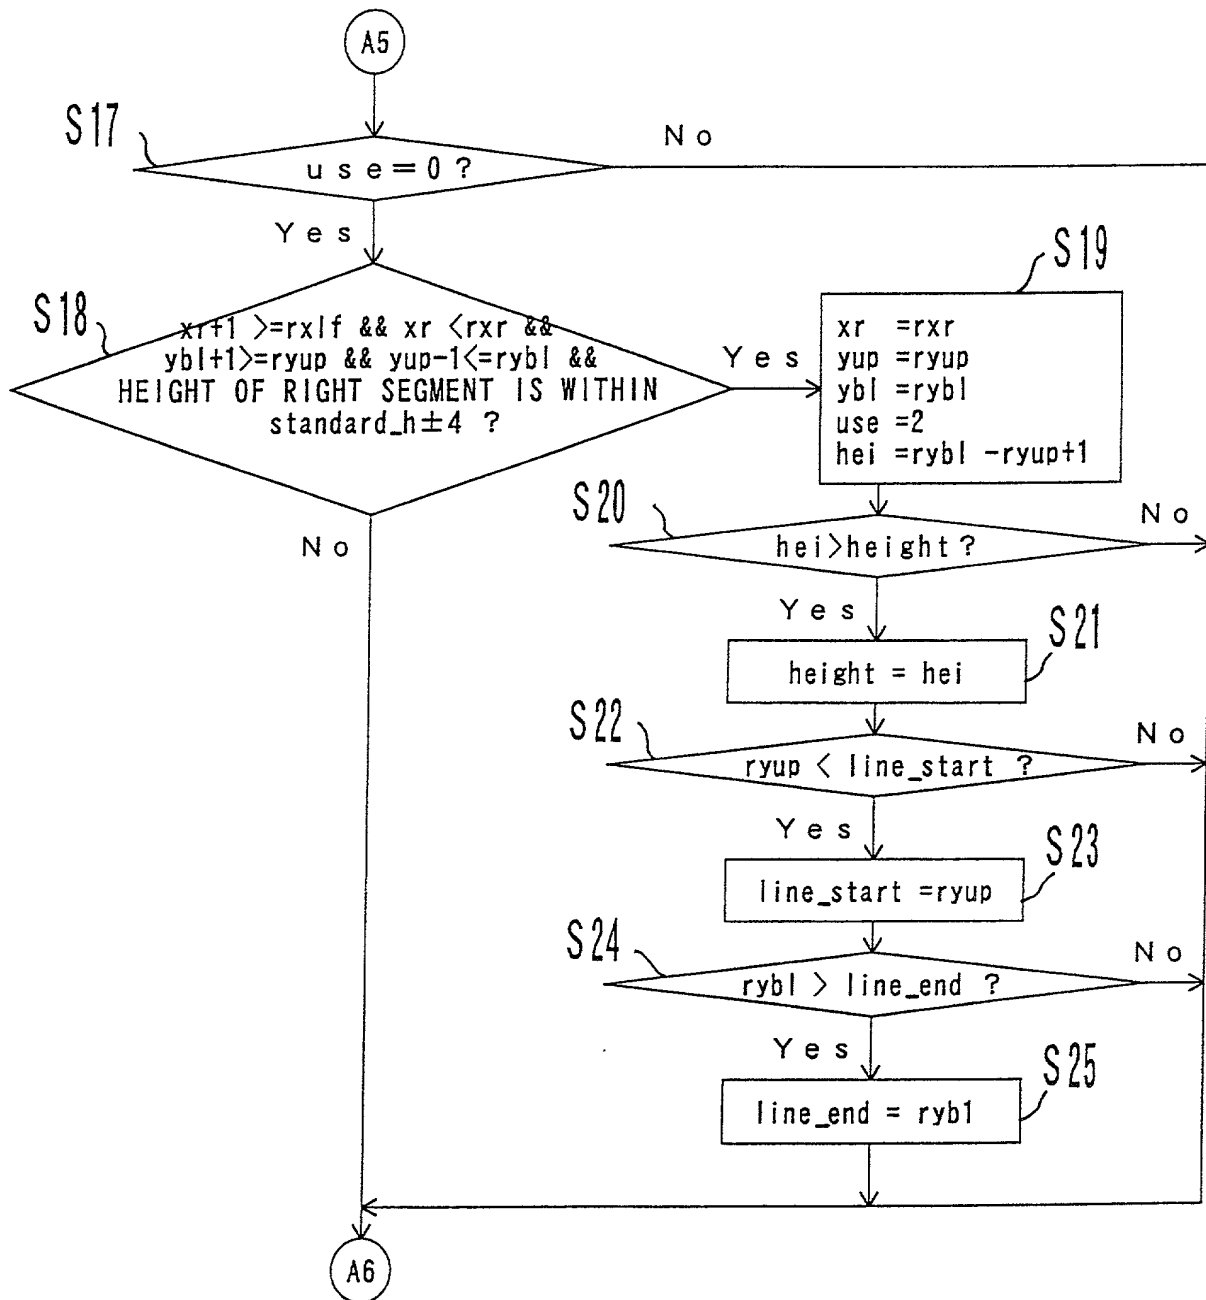 A5
S17
No
use=0?
Yes
S18
xr+1 >=rxlf && xr <rxr &&
ybl+1>=ryup && yup-1<=rybl &&
HEIGHT OF RIGHT SEGMENT IS WITHIN
standard_h±4 ?
Yes
No
S19
xr =rxr
yup =ryup
ybl =rybl
use =2
hei =rybl -ryup+1
S20
No
hei>height?
Yes
S21
height = hei
S22
No
ryup < line_start ?
Yes
S23
line_start =ryup
S24
No
rybl > line_end ?
Yes
S25
line_end = ryb1
A6